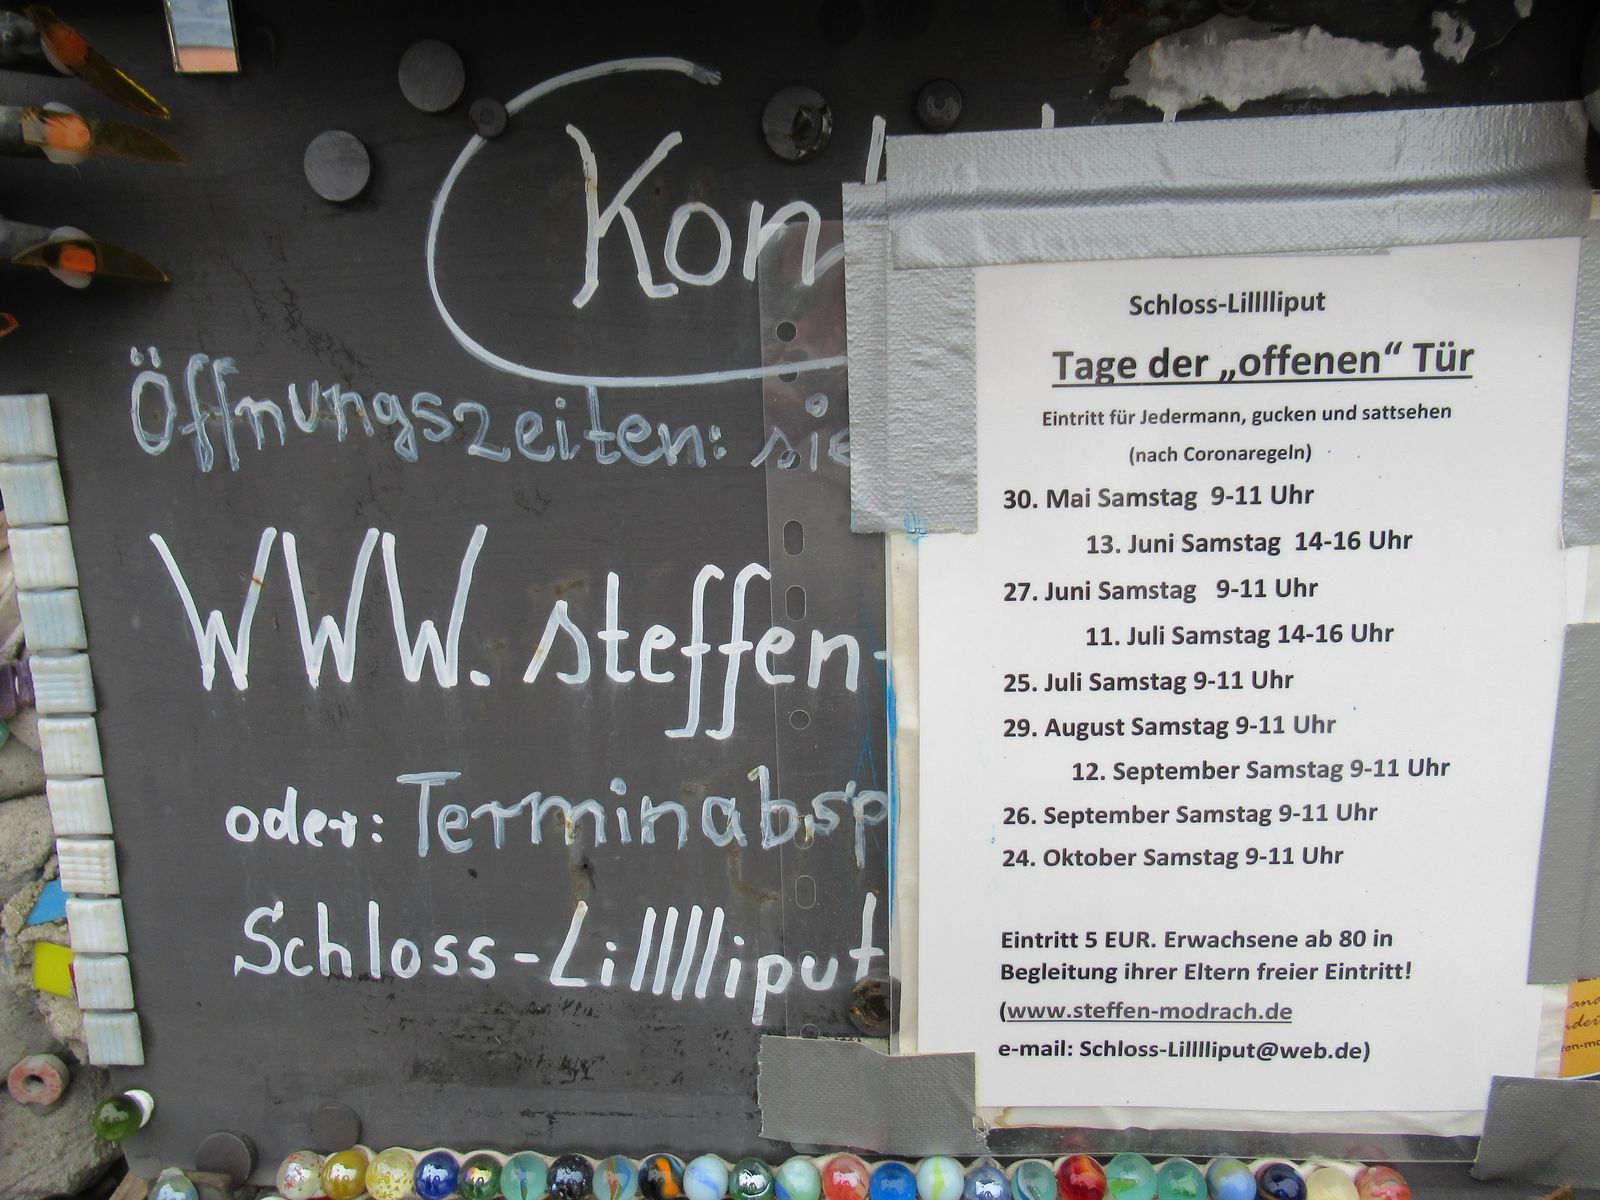 Kon
Öffnungszeiten: sie
WWW. steffen-
oder: Terminabsp
Schloss-Lillllliput
Schloss-Lillllliput
Tage der „offenen“ Tür
Eintritt für Jedermann, gucken und sattsehen
(nach Coronaregeln)
30. Mai Samstag 9-11 Uhr
13. Juni Samstag 14-16 Uhr
27. Juni Samstag 9-11 Uhr
11. Juli Samstag 14-16 Uhr
25. Juli Samstag 9-11 Uhr
29. August Samstag 9-11 Uhr
12. September Samstag 9-11 Uhr
26. September Samstag 9-11 Uhr
24. Oktober Samstag 9-11 Uhr
Eintritt 5 EUR. Erwachsene ab 80 in
Begleitung ihrer Eltern freier Eintritt!
(www.steffen-modrach.de
e-mail: Schloss-Lillllliput@web.de)